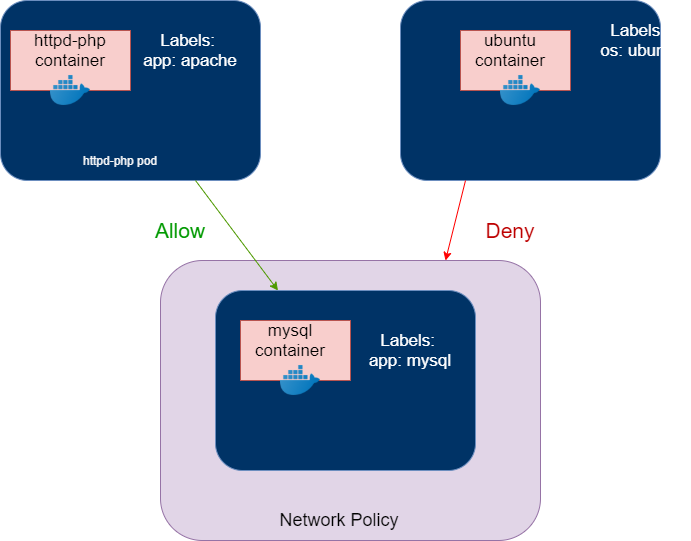 httpd-php
container
Labels:
app: apache
httpd-php pod
ubuntu
container
Labels
os:
Allow
Deny
mysql
container
Labels:
app: mysql
Network Policy